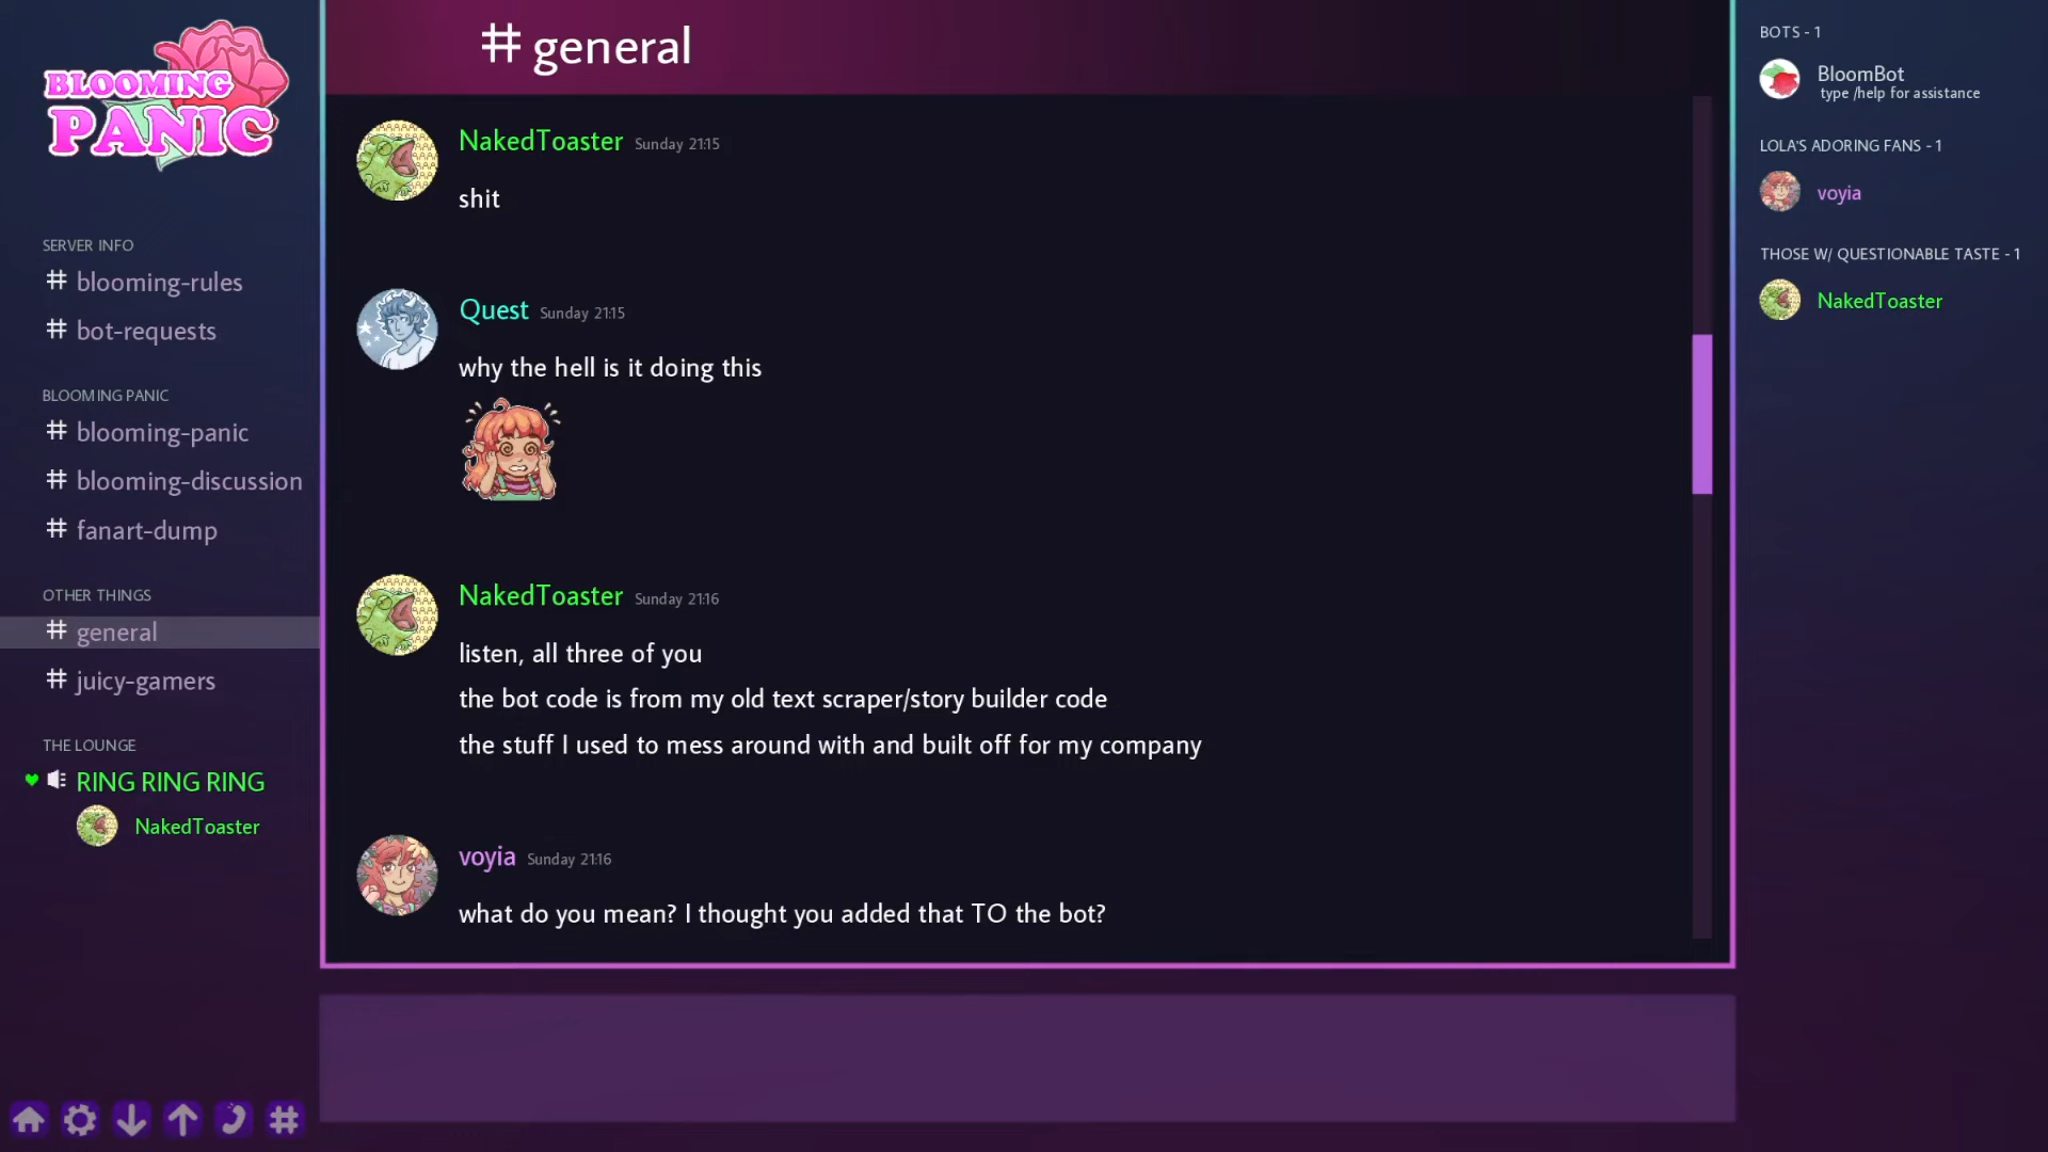 BLOOMING
PANIC
SERVER INFO
# blooming-rules
# bot-requests
BLOOMING PANIC
# blooming-panic
# blooming-discussion
# fanart-dump
OTHER THINGS
# general
# juicy-gamers
THE LOUNGE
RING RING RING
NakedToaster
# general
NakedToaster Sunday 21:15
shit
Quest Sunday 21:15
why the hell is it doing this
NakedToaster Sunday 21:16
listen, all three of you
the bot code is from my old text scraper/story builder code
the stuff I used to mess around with and built off for my company
voyia Sunday 21:16
what do you mean? I thought you added that TO the bot?
BOTS - 1
BloomBot
type /help for assistance
LOLA'S ADORING FANS - 1
voyia
THOSE W/ QUESTIONABLE TASTE - 1
NakedToaster